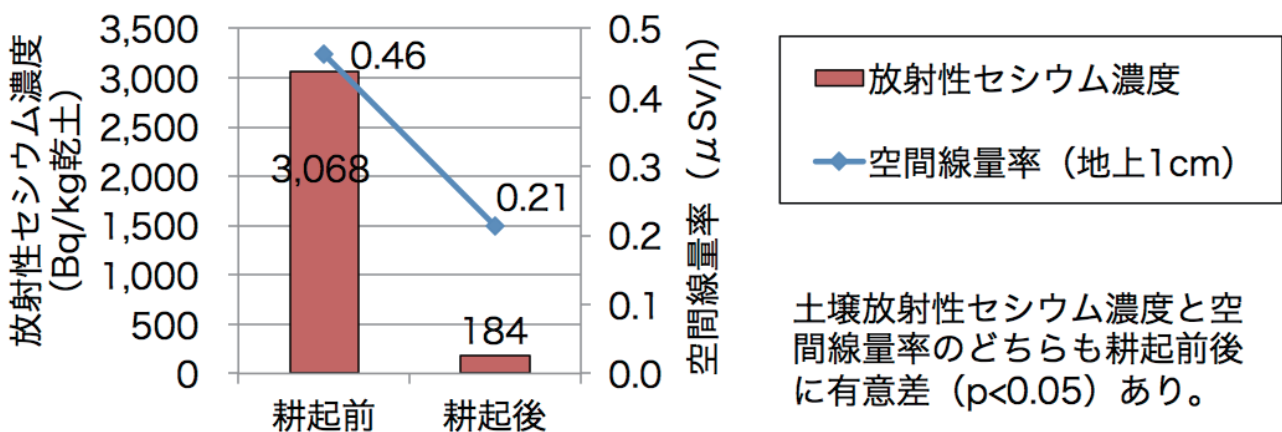 放射性セシウム濃度
(Bq/kg乾土)
3,500
3,000
2,500
2,000
1,500
1,000
500
0
3,068
184
0.46
0.21
耕起前
耕起後
0.5
0.4
0.3
0.2
0.1
0.0
空間線量率（μSv/h）
放射性セシウム濃度
空間線量率（地上1cm）
土壌放射性セシウム濃度と空
間線量率のどちらも耕起前後
に有意差（p<0.05）あり。